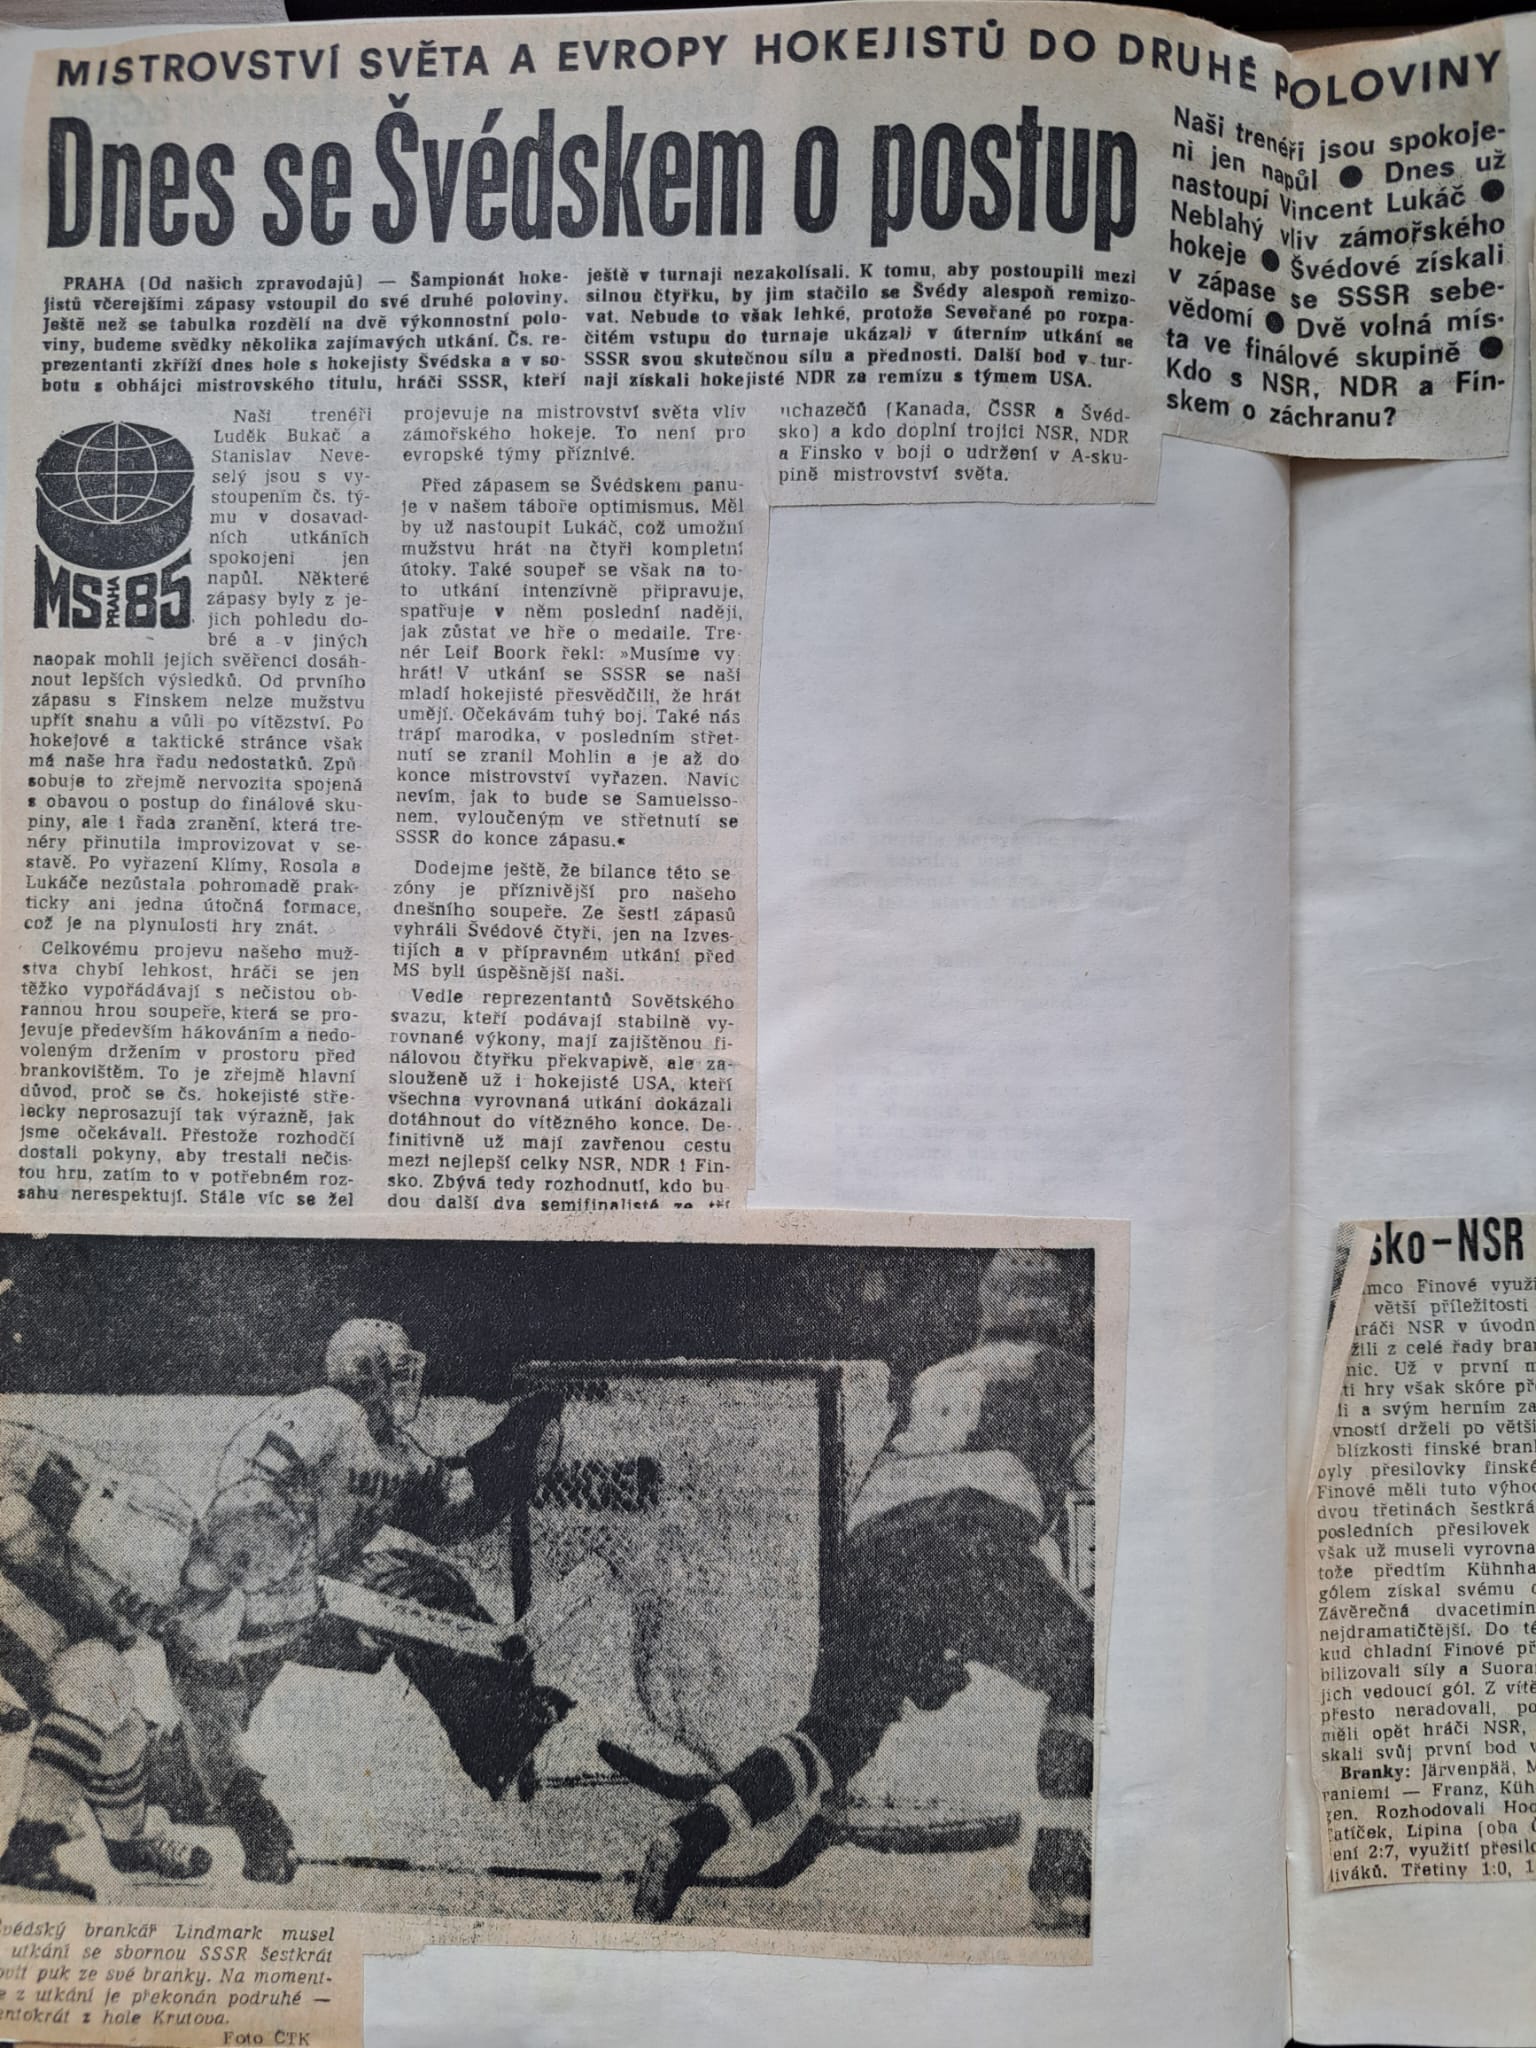 MISTROVSTVÍ SVĚTA A EVROPY HOKEJISTŮ DO DRUHÉ POLOVINY
Dnes se Švédskem o postup
Naši trenéři jsou spokoje-
ni jen napůl ● Dnes už
nastoupí Vincent Lukáč ●
Neblahý vliv zámořského
hokeje ● Švédové získali
v zápase se SSSR sebe-
vědomí ● Dvě volná mís-
ta ve finálové skupině ●
Kdo s NSR, NDR a Fin-
skem o záchranu?
PRAHA (Od našich zpravodajů) — Šampionát hoke-
jistů včerejšími zápasy vstoupil do své druhé poloviny.
Ještě než se tabulka rozdělí na dvě výkonnostní polo-
viny, budeme svědky několika zajímavých utkání. Čs. re-
prezentanti zkříží dnes hole s hokejisty Švédska a v so-
botu s obhájci mistrovského titulu, hráči SSSR, kteří
ještě v turnaji nezakolísali. K tomu, aby postoupili mezi
silnou čtyřku, by jim stačilo se Švédy alespoň remizo-
vat. Nebude to však lehké, protože Seveřané po rozpa-
čitém vstupu do turnaje ukázali v úterním utkání se
SSSR svou skutečnou sílu a přednosti. Další bod v tur-
naji získali hokejisté NDR za remízu s týmem USA.
MS PRAHA 85
Naši trenéři
Luděk Bukač a
Stanislav Neve-
selý jsou s vy-
stoupením čs. tý-
mu v dosavad-
ních utkáních
spokojeni jen
napůl. Některé
zápasy byly z je-
jich pohledu do-
bré a v jiných
naopak mohli jejich svěřenci dosáh-
nout lepších výsledků. Od prvního
zápasu s Finskem nelze mužstvu
upřít snahu a vůli po vítězství. Po
hokejové a taktické stránce však
má naše hra řadu nedostatků. Způ
sobuje to zřejmě nervozita spojená
s obavou o postup do finálové sku-
piny, ale i řada zranění, která tre-
néry přinutila improvizovat v se-
stavě. Po vyřazení Klímy, Rosola a
Lukáče nezůstala pohromadě prak-
ticky ani jedna útočná formace,
což je na plynulosti hry znát.
Celkovému projevu našeho muž-
stva chybí lehkost, hráči se jen
těžko vypořádávají s nečistou ob-
rannou hrou soupeře, která se pro-
jevuje především hákováním a nedo-
voleným držením v prostoru před
brankovištěm. To je zřejmě hlavní
důvod, proč se čs. hokejisté stře-
lecky neprosazují tak výrazně, jak
jsme očekávali. Přestože rozhodčí
dostali pokyny, aby trestali nečis-
tou hru, zatím to v potřebném roz-
sahu nerespektují. Stále víc se žel
projevuje na mistrovství světa vliv
zámořského hokeje. To není pro
evropské týmy příznivé.
Před zápasem se Švédskem panu-
je v našem táboře optimismus. Měl
by už nastoupit Lukáč, což umožní
mužstvu hrát na čtyři kompletní
útoky. Také soupeř se však na to-
to utkání intenzívně připravuje,
spatřuje v něm poslední naději,
jak zůstat ve hře o medaile. Tre-
nér Leif Boork řekl: »Musíme vy
hrát! V utkání se SSSR se naši
mladí hokejisté přesvědčili, že hrát
umějí. Očekávám tuhý boj. Také nás
trápí marodka, v posledním střet-
nutí se zranil Mohlin a je až do
konce mistrovství vyřazen. Navíc
nevím, jak to bude se Samuelsso-
nem, vyloučeným ve střetnutí se
SSSR do konce zápasu.«
Dodejme ještě, že bilance této se
zóny je příznivější pro našeho
dnešního soupeře. Ze šesti zápasů
vyhráli Švédové čtyři, jen na Izves-
tijích a v přípravném utkání před
MS byli úspěšnější naši.
Vedle reprezentantů Sovětského
svazu, kteří podávají stabilně vy-
rovnané výkony, mají zajištěnou fi-
nálovou čtyřku překvapivě, ale za-
slouženě už i hokejisté USA, kteří
všechna vyrovnaná utkání dokázali
dotáhnout do vítězného konce. De-
finitivně už mají zavřenou cestu
mezi nejlepší celky NSR, NDR i Fin-
sko. Zbývá tedy rozhodnutí, kdo bu-
dou další dva semifinalisté ze tří
uchazečů (Kanada, ČSSR a Švéd-
sko) a kdo doplní trojici NSR, NDR
a Finsko v boji o udržení v A-sku-
pině mistrovství světa.
švédský brankář Lindmark musel
utkání se sbornou SSSR šestkrát
ovit puk ze své branky. Na moment-
e z utkání je překonán podruhé —
entokrát z hole Krutova.
Foto ČTK
sko–NSR
mco Finové využi
větší příležitosti
ráči NSR v úvodn
žili z celé řady bran
nic. Už v první m
ti hry však skóre př
li a svým herním za
vností drželi po větši
blízkosti finské brank
byly přesilovky finské
Finové měli tuto výhod
dvou třetinách šestkrá
posledních přesilovek
však už museli vyrovna
tože předtím Kühnha
gólem získal svému
Závěrečná dvacetimin
nejdramatičtější. Do té
kud chladní Finové př
bilizovali síly a Suora
jich vedoucí gól. Z vítě
přesto neradovali, po
měli opět hráči NSR,
skali svůj první bod v
Branky: Järvenpää, M
raniemi — Franz, Küh
gen. Rozhodovali Hoo
Tatíček, Lipina (oba
ení 2:7, využití přesilo
diváků. Třetiny 1:0, 1